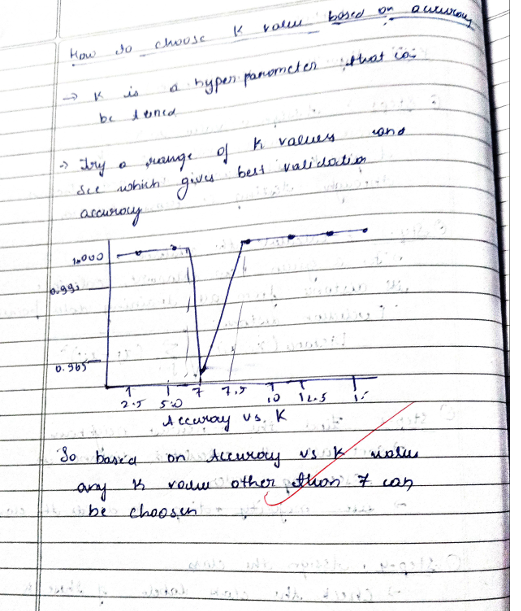 How do choose K value based on accuracy
→ K is a hyper parameter that can
be tuned
→ Try a range of K values and
see which gives best validation
accuracy
1.000
0.995
0.965
2.5 5.0 7 7.5 10 12.5 15
Accuracy vs. K
So based on Accuracy vs K value
any K value other than 7 can
be choosen